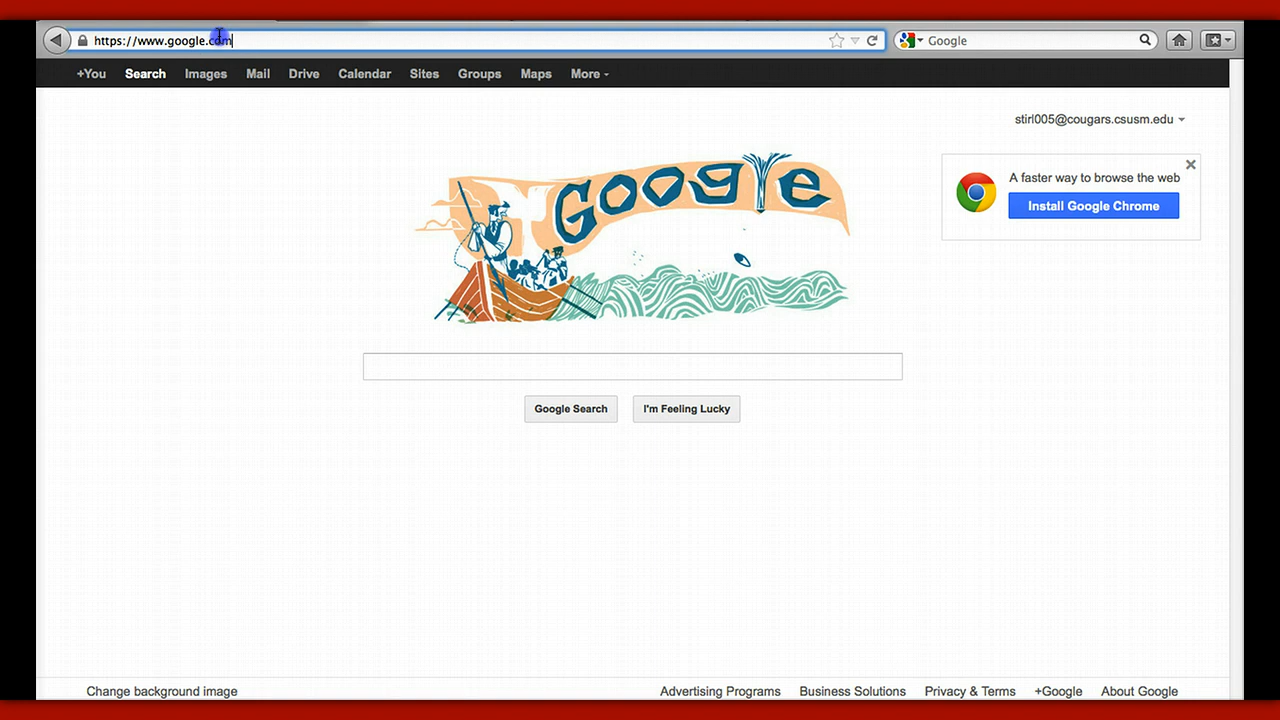 https://www.google.com
Google
+You Search Images Mail Drive Calendar Sites Groups Maps More
stirl005@cougars.csusm.edu
Google
A faster way to browse the web
Install Google Chrome
Google Search I'm Feeling Lucky
Change background image Advertising Programs Business Solutions Privacy & Terms +Google About Google